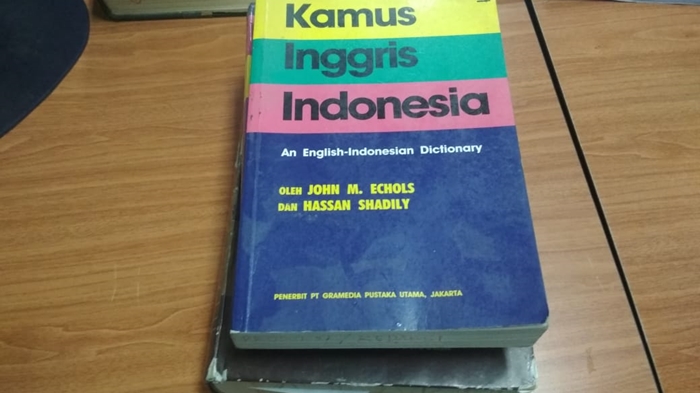 Kamus
Inggris
Indonesia
An English-Indonesian Dictionary
OLEH JOHN M. ECHOLS
DAN HASSAN SHADILY
PENERBIT PT GRAMEDIA PUSTAKA UTAMA, JAKARTA